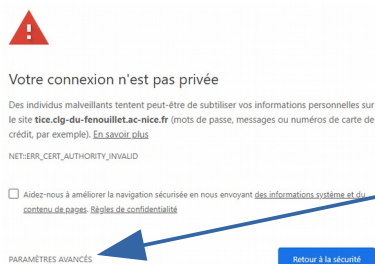 Votre connexion n'est pas privée
Des individus malveillants tentent peut-être de subtiliser vos informations personnelles sur
le site tice.clg-du-fenouillet.ac-nice.fr (mots de passe, messages ou numéros de carte de
crédit, par exemple). En savoir plus
NET::ERR_CERT_AUTHORITY_INVALID
Aidez-nous à améliorer la navigation sécurisée en nous envoyant des informations système et du
contenu de pages. Règles de confidentialité
PARAMÈTRES AVANCÉS
Retour à la sécurité